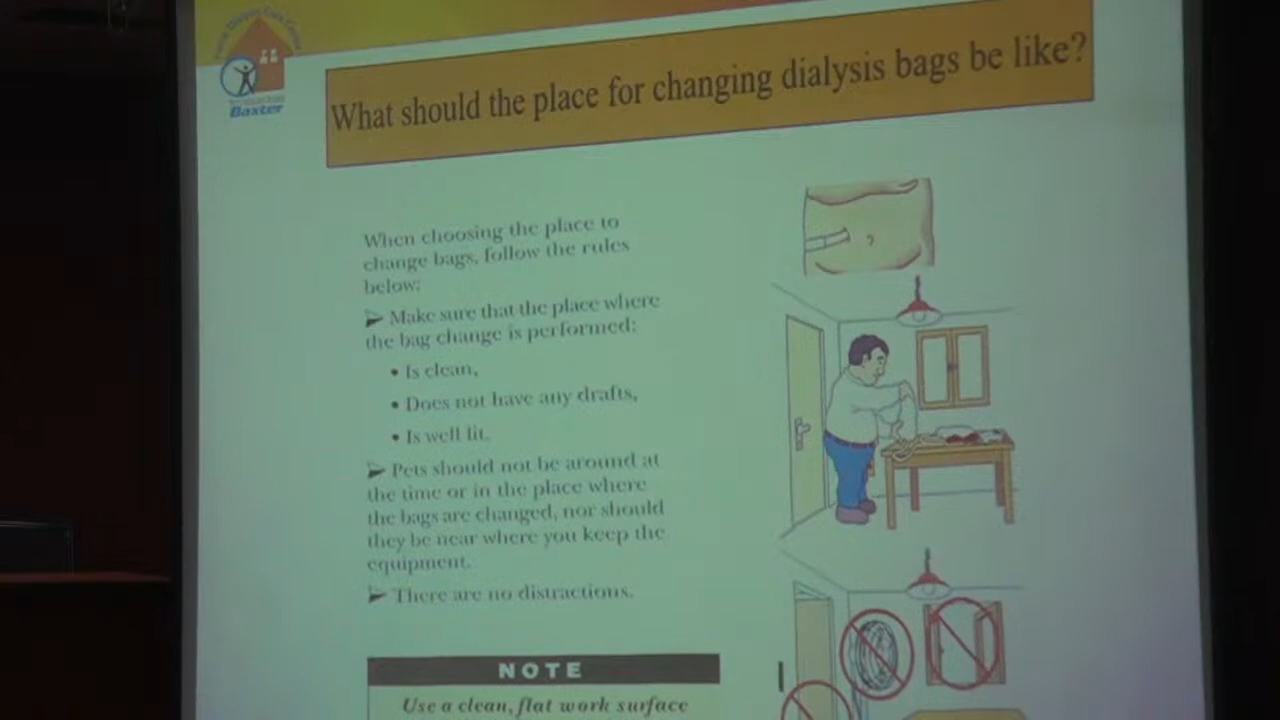 Baxter
What should the place for changing dialysis bags be like?
When choosing the place to
change bags, follow the rules
below:
➢ Make sure that the place where
the bag change is performed:
• Is clean,
• Does not have any drafts,
• Is well lit.
➢ Pets should not be around at
the time or in the place where
the bags are changed, nor should
they be near where you keep the
equipment.
➢ There are no distractions.
NOTE
Use a clean, flat work surface